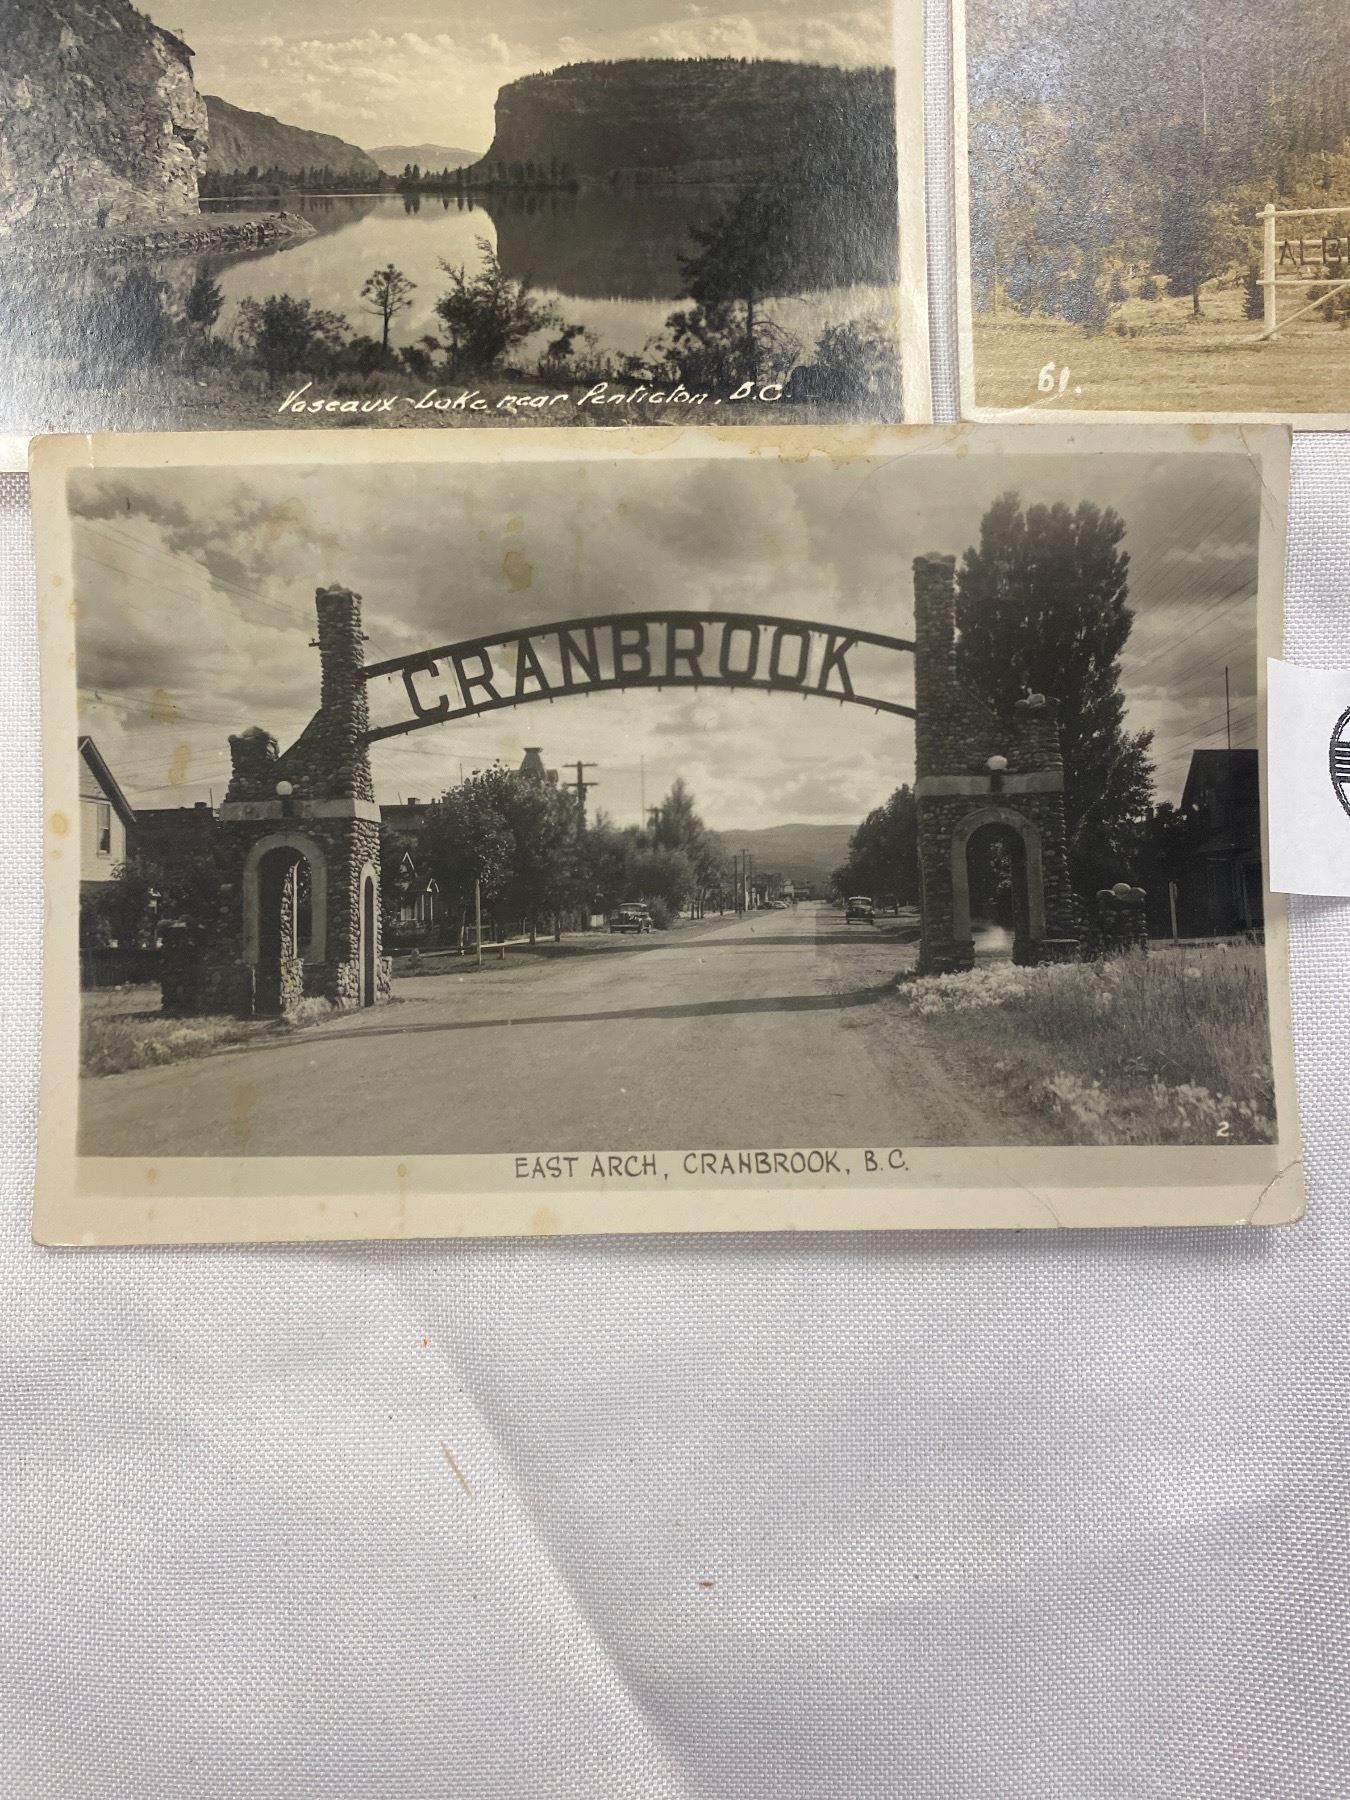 Vaseaux Lake near Penticton, B.C.
ALB
61.
CRANBROOK
2.
EAST ARCH, CRANBROOK, B.C.